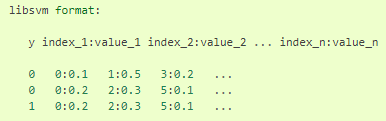 libsvm format:
y index_1:value_1 index_2:value_2 ... index_n:value_n
0 0:0.1 1:0.5 3:0.2 ...
0 0:0.2 2:0.3 5:0.1 ...
1 0:0.2 2:0.3 5:0.1 ...